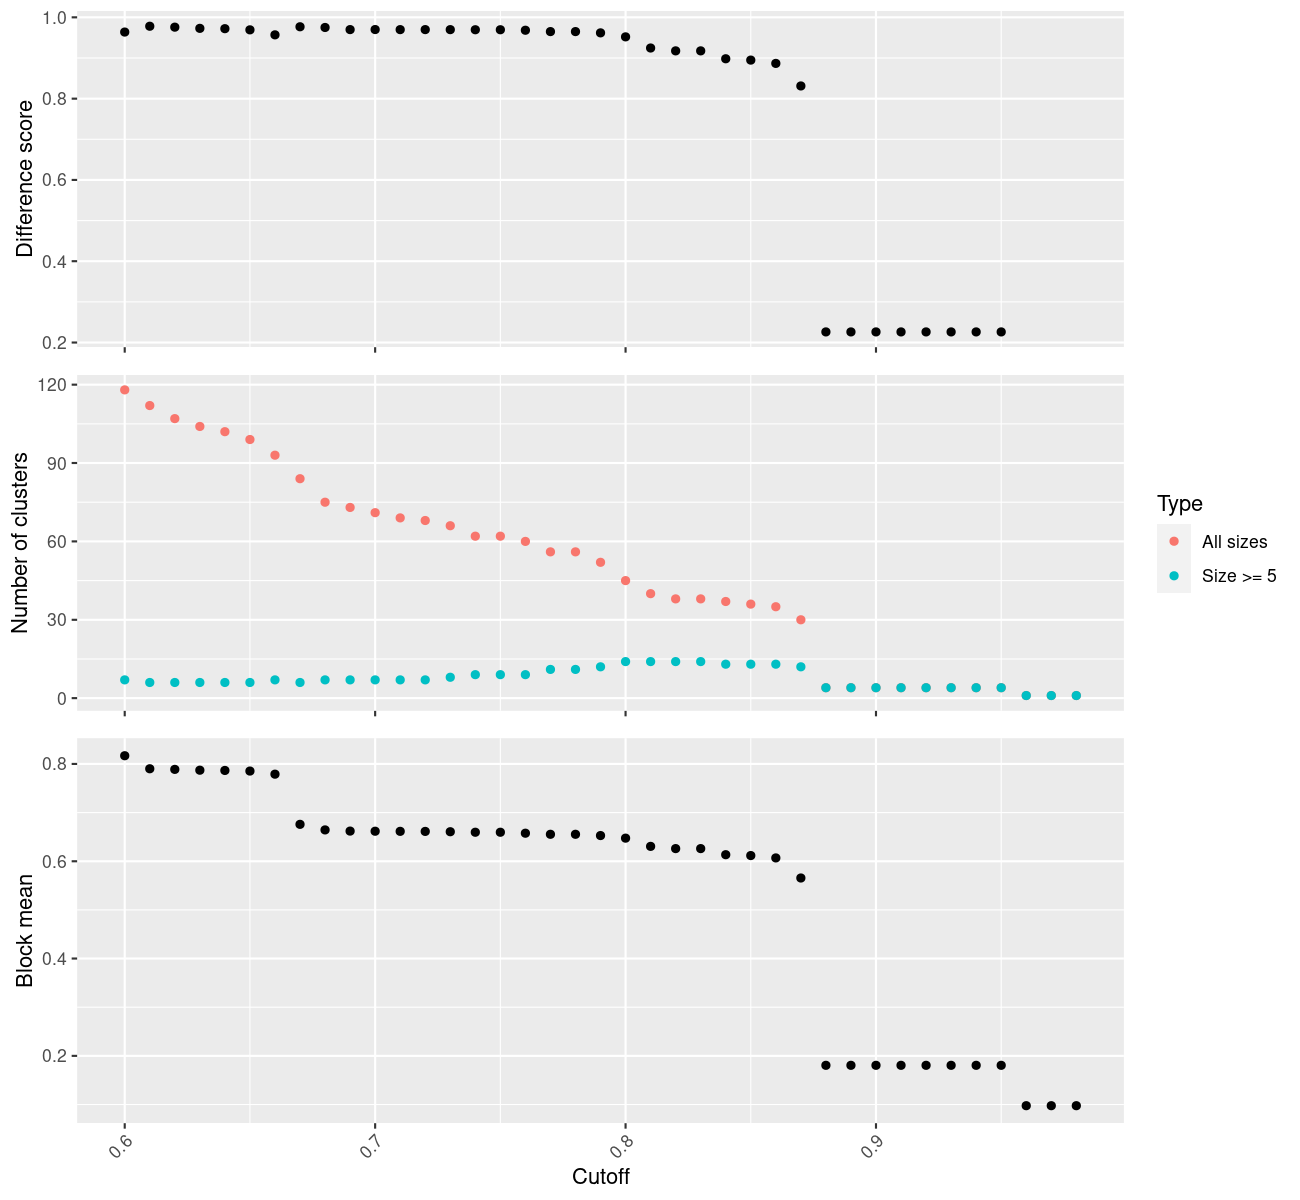 Difference score
1.0
0.8
0.6
0.4
0.2
Number of clusters
120
90
60
30
0
Type
All sizes
Size >= 5
Block mean
0.8
0.6
0.4
0.2
0.6
0.7
0.8
0.9
Cutoff